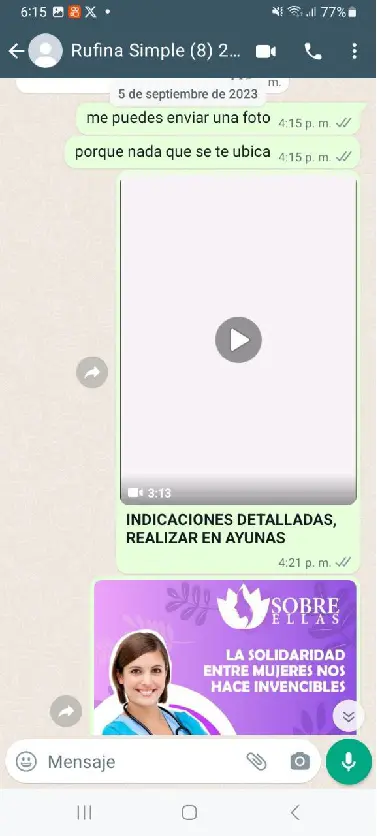 6:15
77%
Rufina Simple (8) 2...
m.
5 de septiembre de 2023
me puedes enviar una foto 4:15 p. m.
porque nada que se te ubica 4:15 p. m.
3:13
INDICACIONES DETALLADAS,
REALIZAR EN AYUNAS
4:21 p. m.
SOBRE
ELLAS
LA SOLIDARIDAD
ENTRE MUJERES NOS
HACE INVENCIBLES
Mensaje